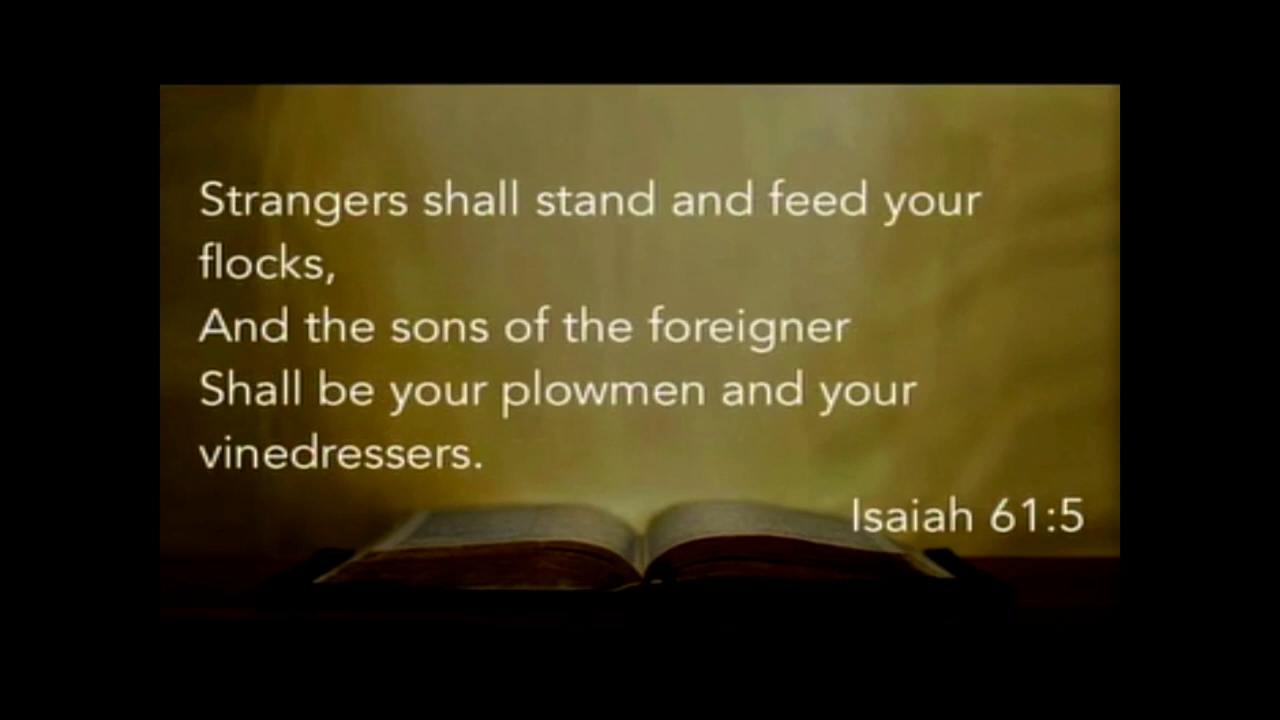 Strangers shall stand and feed your
flocks,
And the sons of the foreigner
Shall be your plowmen and your
vinedressers.
Isaiah 61:5